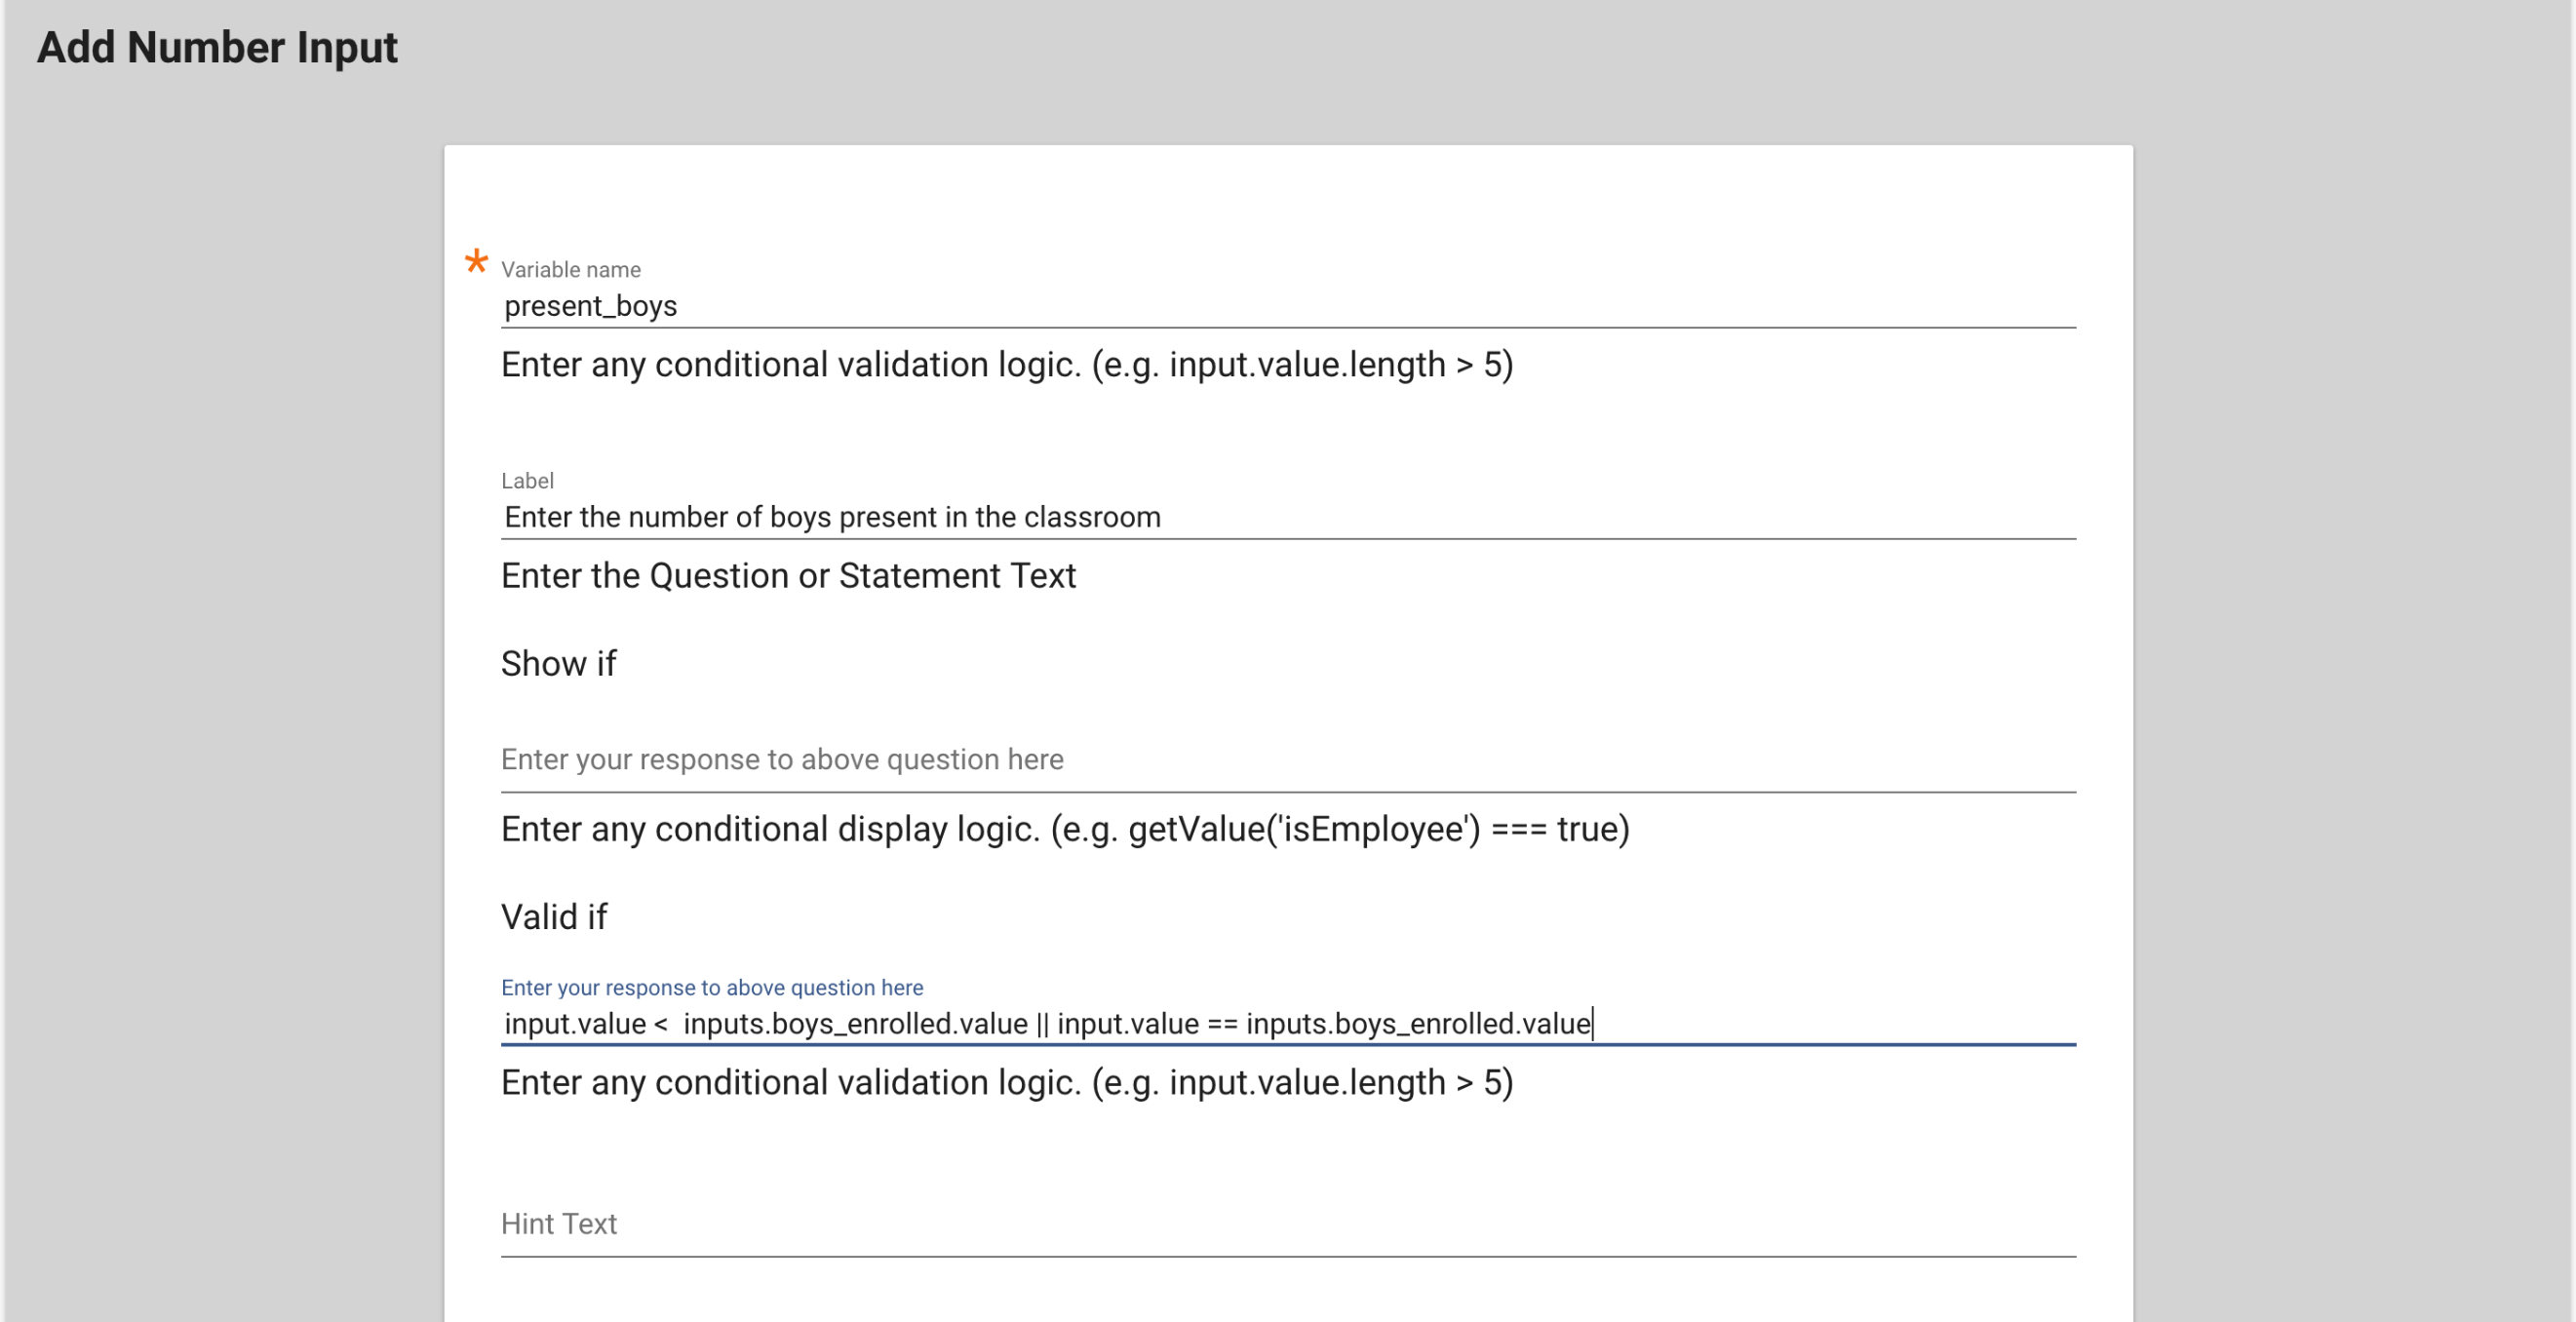 Add Number Input
* Variable name
present_boys
Enter any conditional validation logic. (e.g. input.value.length > 5)
Label
Enter the number of boys present in the classroom
Enter the Question or Statement Text
Show if
Enter your response to above question here
Enter any conditional display logic. (e.g. getValue('isEmployee') === true)
Valid if
Enter your response to above question here
input.value <  inputs.boys_enrolled.value || input.value == inputs.boys_enrolled.value
Enter any conditional validation logic. (e.g. input.value.length > 5)
Hint Text